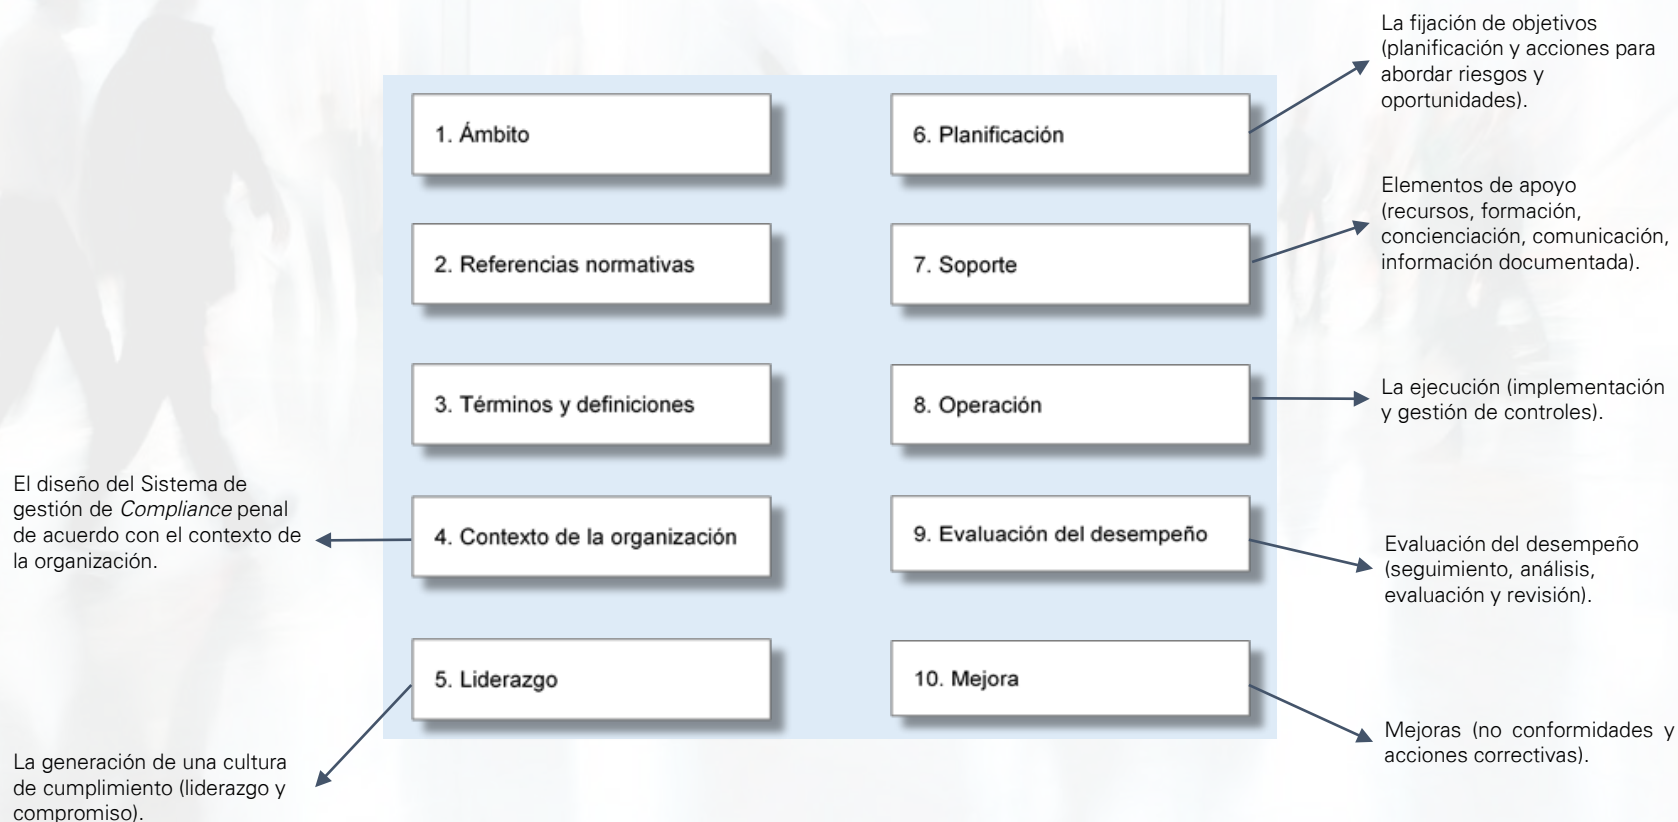 1. Ámbito
2. Referencias normativas
3. Términos y definiciones
4. Contexto de la organización
El diseño del Sistema de
gestión de Compliance penal
de acuerdo con el contexto de
la organización.
5. Liderazgo
La generación de una cultura
de cumplimiento (liderazgo y
compromiso).
6. Planificación
La fijación de objetivos
(planificación y acciones para
abordar riesgos y
oportunidades).
7. Soporte
Elementos de apoyo
(recursos, formación,
concienciación, comunicación,
información documentada).
8. Operación
La ejecución (implementación
y gestión de controles).
9. Evaluación del desempeño
Evaluación del desempeño
(seguimiento, análisis,
evaluación y revisión).
10. Mejora
Mejoras (no conformidades y
acciones correctivas).